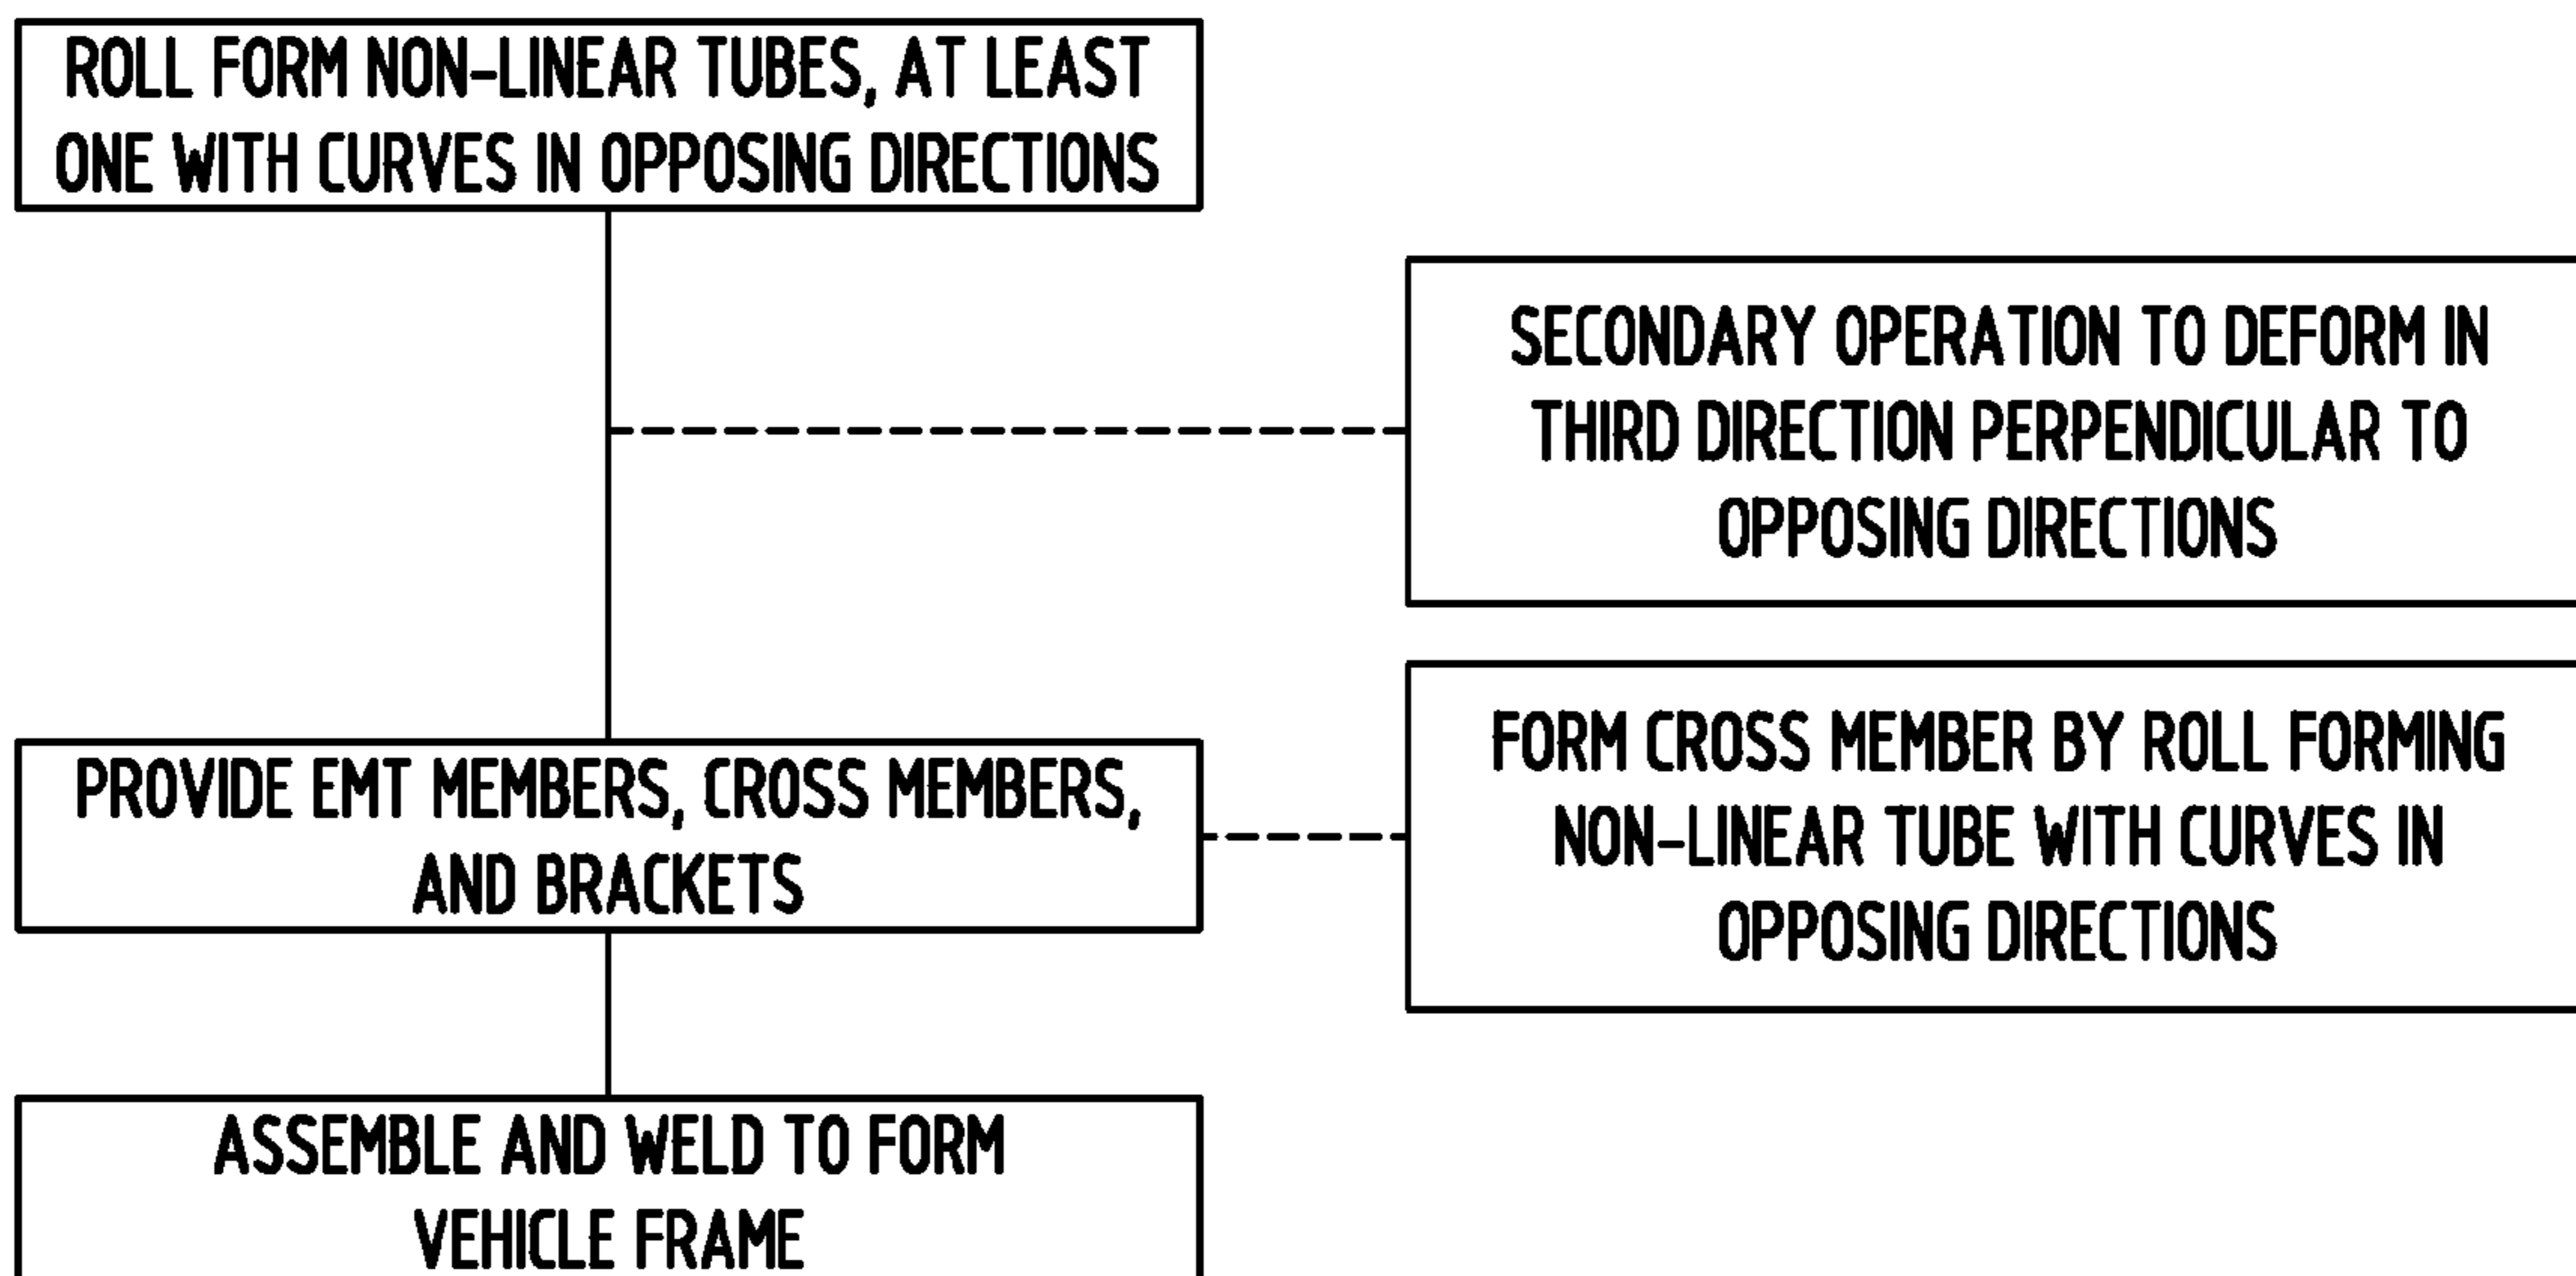 ROLL FORM NON-LINEAR TUBES, AT LEAST
ONE WITH CURVES IN OPPOSING DIRECTIONS
SECONDARY OPERATION TO DEFORM IN
THIRD DIRECTION PERPENDICULAR TO
OPPOSING DIRECTIONS
PROVIDE EMT MEMBERS, CROSS MEMBERS,
AND BRACKETS
FORM CROSS MEMBER BY ROLL FORMING
NON-LINEAR TUBE WITH CURVES IN
OPPOSING DIRECTIONS
ASSEMBLE AND WELD TO FORM
VEHICLE FRAME